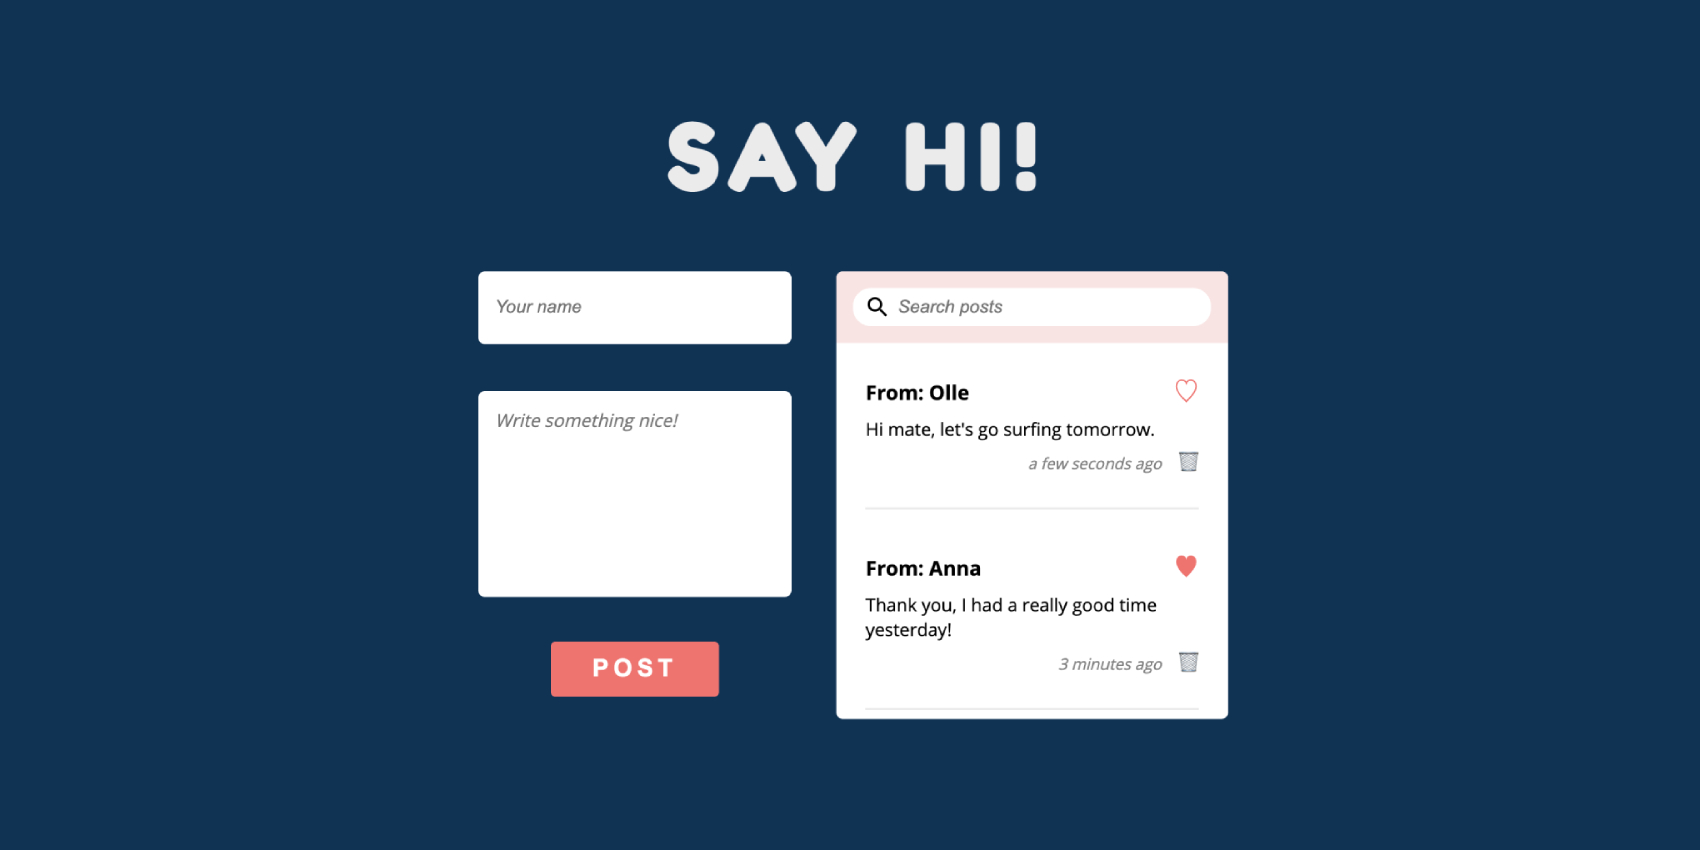 SAY HI!
Your name
Write something nice!
POST
Search posts
From: Olle
Hi mate, let's go surfing tomorrow.
a few seconds ago
From: Anna
Thank you, I had a really good time
yesterday!
3 minutes ago